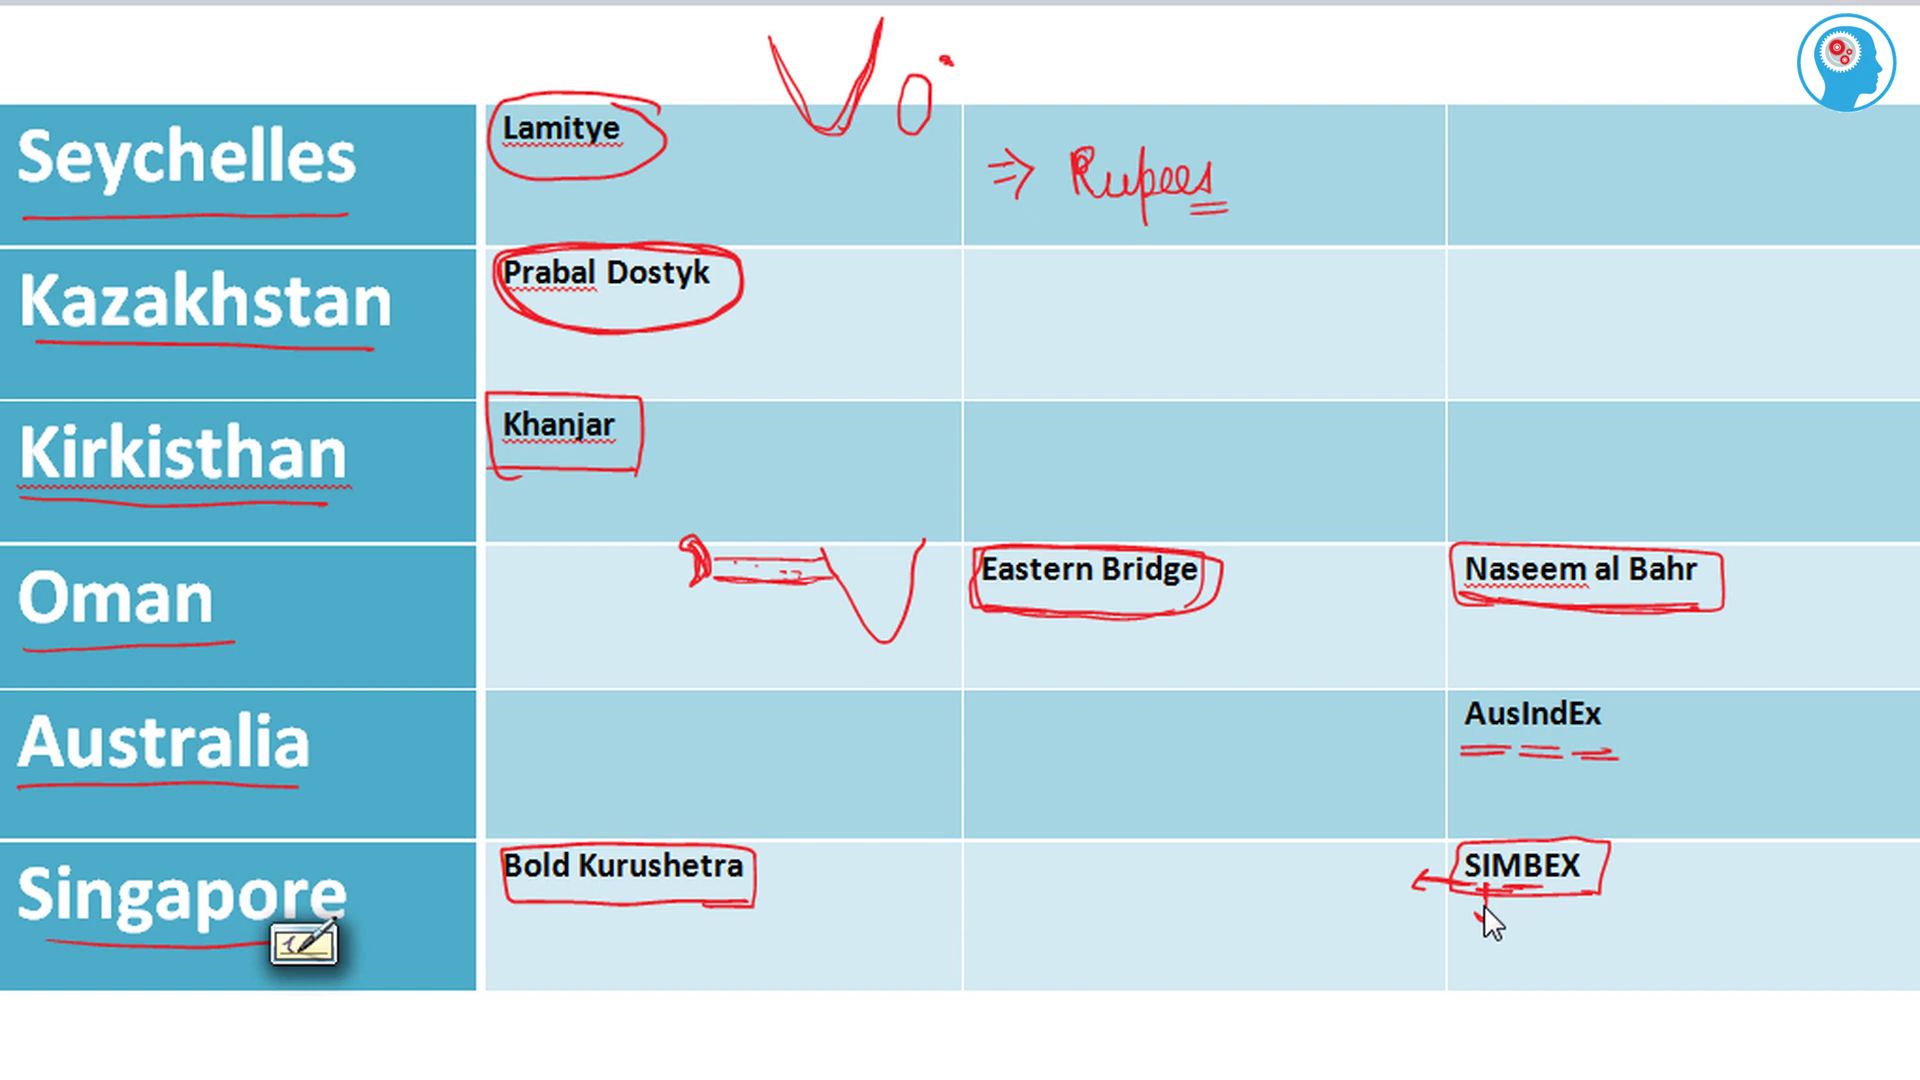 Seychelles
Lamitye
⇒ Rupees
Kazakhstan
Prabal Dostyk
Kirkisthan
Khanjar
Oman
Eastern Bridge
Naseem al Bahr
Australia
AusIndEx
Singapore
Bold Kurushetra
SIMBEX